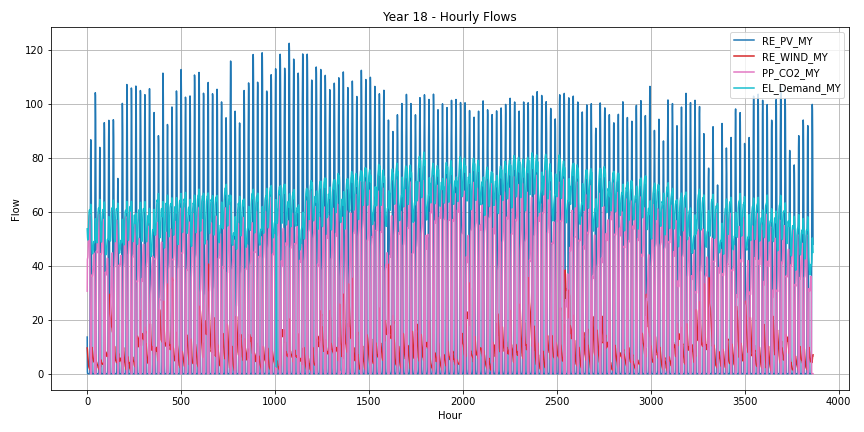 Year 18 - Hourly Flows
RE_PV_MY
RE_WIND_MY
PP_CO2_MY
EL_Demand_MY
Flow
120
100
80
60
40
20
0
0 500 1000 1500 2000 2500 3000 3500 4000
Hour